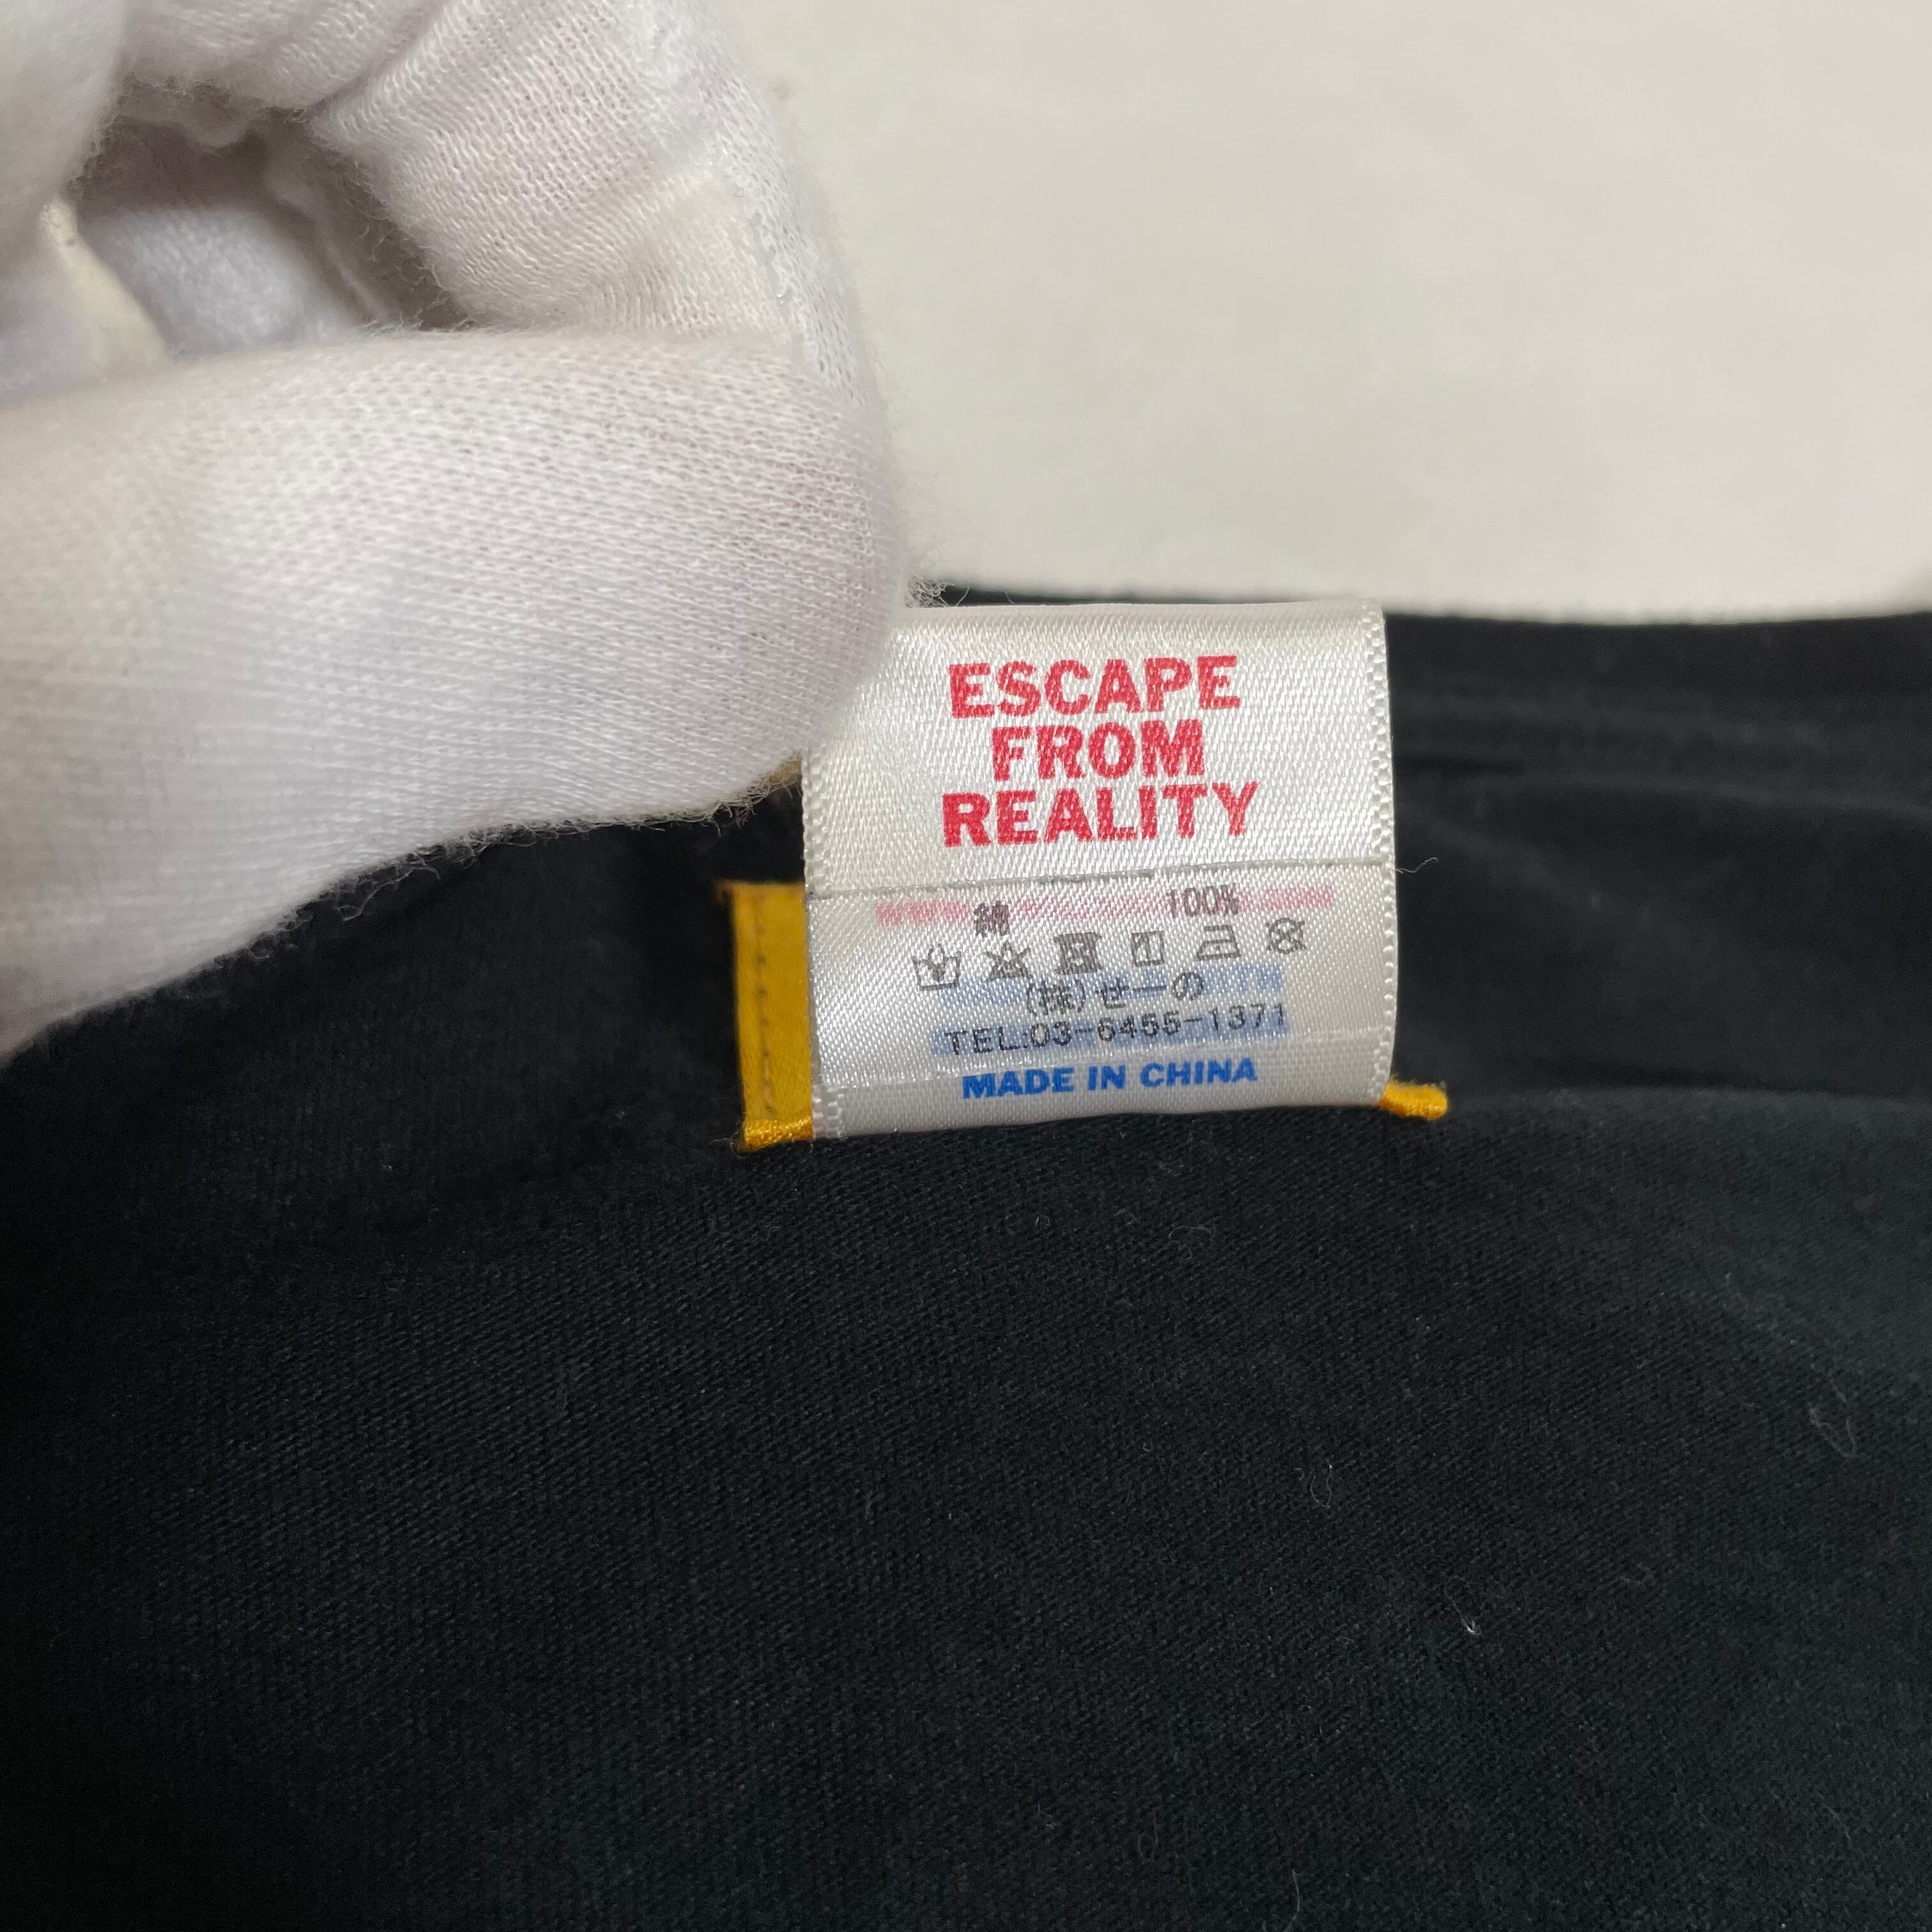 ESCAPE
FROM
REALITY
綿 100%
(株)せーの
TEL:03-6455-1371
MADE IN CHINA